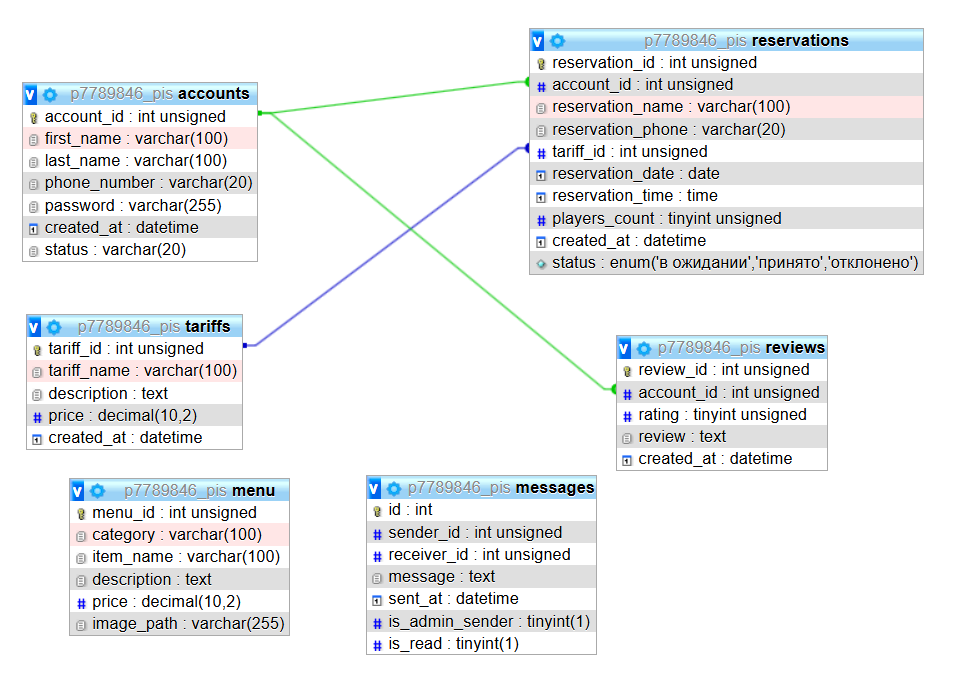 p7789846_pis accounts
account_id : int unsigned
first_name : varchar(100)
last_name : varchar(100)
phone_number : varchar(20)
password : varchar(255)
created_at : datetime
status : varchar(20)
p7789846_pis reservations
reservation_id : int unsigned
account_id : int unsigned
reservation_name : varchar(100)
reservation_phone : varchar(20)
tariff_id : int unsigned
reservation_date : date
reservation_time : time
players_count : tinyint unsigned
created_at : datetime
status : enum('в ожидании','принято','отклонено')
p7789846_pis tariffs
tariff_id : int unsigned
tariff_name : varchar(100)
description : text
price : decimal(10,2)
created_at : datetime
p7789846_pis reviews
review_id : int unsigned
account_id : int unsigned
rating : tinyint unsigned
review : text
created_at : datetime
p7789846_pis menu
menu_id : int unsigned
category : varchar(100)
item_name : varchar(100)
description : text
price : decimal(10,2)
image_path : varchar(255)
p7789846_pis messages
id : int
sender_id : int unsigned
receiver_id : int unsigned
message : text
sent_at : datetime
is_admin_sender : tinyint(1)
is_read : tinyint(1)